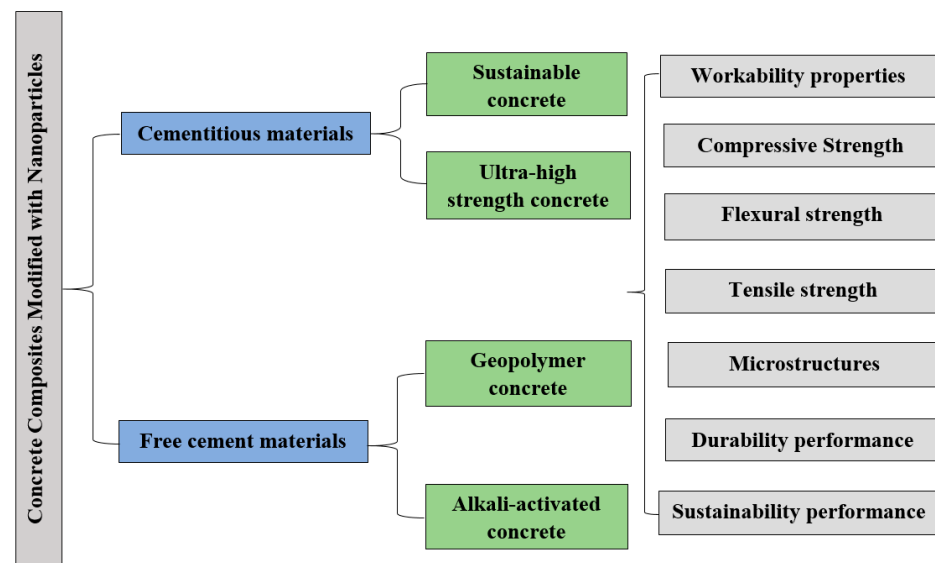 Concrete Composites Modified with Nanoparticles
Cementitious materials
Free cement materials
Sustainable
concrete
Ultra-high
strength concrete
Geopolymer
concrete
Alkali-activated
concrete
Workability properties
Compressive Strength
Flexural strength
Tensile strength
Microstructures
Durability performance
Sustainability performance